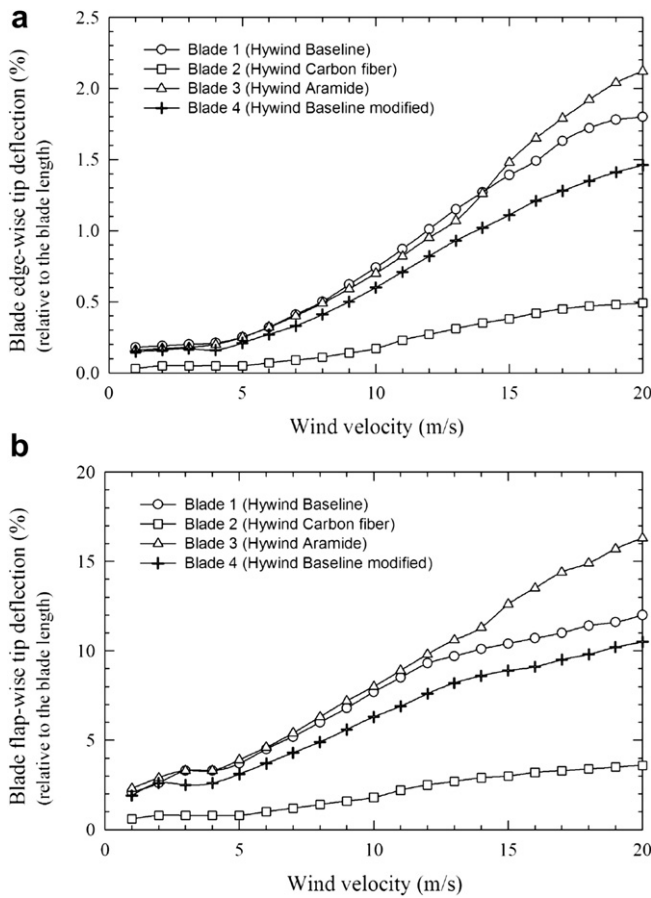 a
2.5
2.0
1.5
1.0
0.5
0.0
Blade edge-wise tip deflection (%)
(relative to the blade length)
Blade 1 (Hywind Baseline)
Blade 2 (Hywind Carbon fiber)
Blade 3 (Hywind Aramide)
Blade 4 (Hywind Baseline modified)
0 5 10 15 20
Wind velocity (m/s)
b
20
15
10
5
0
Blade flap-wise tip deflection (%)
(relative to the blade length)
Blade 1 (Hywind Baseline)
Blade 2 (Hywind Carbon fiber)
Blade 3 (Hywind Aramide)
Blade 4 (Hywind Baseline modified)
0 5 10 15 20
Wind velocity (m/s)